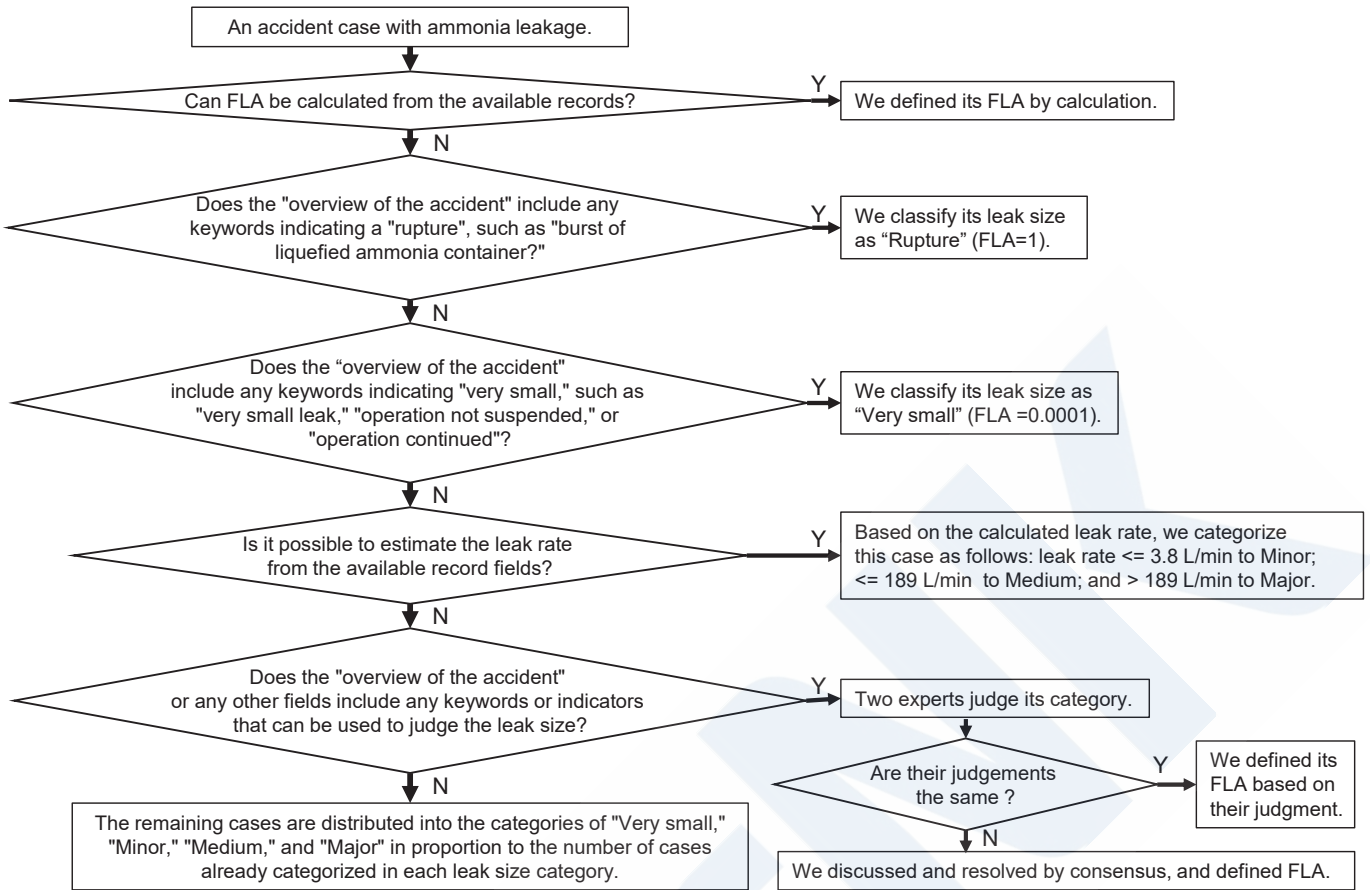 An accident case with ammonia leakage.
Can FLA be calculated from the available records?
Y
We defined its FLA by calculation.
N
Does the "overview of the accident" include any
keywords indicating a "rupture", such as "burst of
liquefied ammonia container?"
Y
We classify its leak size
as “Rupture” (FLA=1).
N
Does the “overview of the accident"
include any keywords indicating "very small," such as
"very small leak," "operation not suspended," or
"operation continued"?
Y
We classify its leak size as
“Very small” (FLA =0.0001).
N
Is it possible to estimate the leak rate
from the available record fields?
Y
Based on the calculated leak rate, we categorize
this case as follows: leak rate <= 3.8 L/min to Minor;
<= 189 L/min to Medium; and > 189 L/min to Major.
N
Does the "overview of the accident"
or any other fields include any keywords or indicators
that can be used to judge the leak size?
Y
Two experts judge its category.
Are their judgements
the same ?
Y
We defined its
FLA based on
their judgment.
N
We discussed and resolved by consensus, and defined FLA.
N
The remaining cases are distributed into the categories of "Very small,"
"Minor," "Medium," and "Major" in proportion to the number of cases
already categorized in each leak size category.